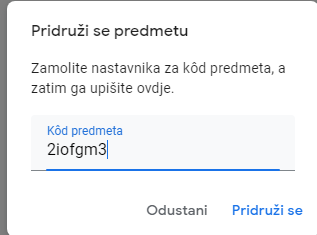 Pridruži se predmetu
Zamolite nastavnika za kôd predmeta, a
zatim ga upišite ovdje.
Kôd predmeta
2iofgm3
Odustani Pridruži se